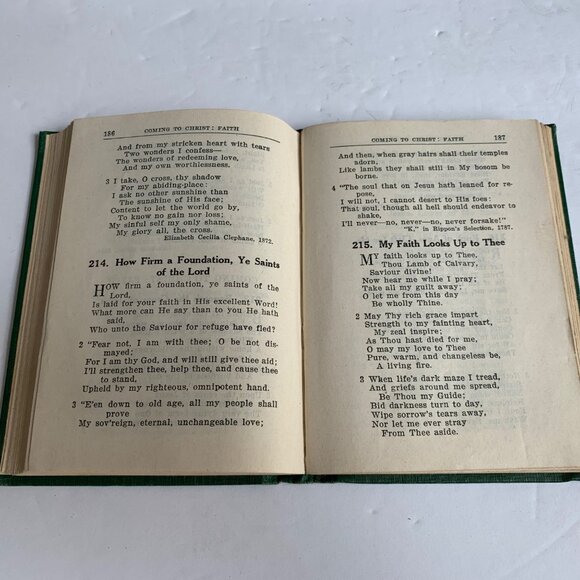 186 COMING TO CHRIST: FAITH
And from my stricken heart with tears
Two wonders I confess—
The wonders of redeeming love,
And my own worthlessness.
3 I take, O cross, thy shadow
For my abiding-place:
I ask no other sunshine than
The sunshine of His face;
Content to let the world go by,
To know no gain nor loss;
My sinful self my only shame,
My glory all, the cross.
Elizabeth Cecilia Clephane, 1872.
214. How Firm a Foundation, Ye Saints
of the Lord
HOW firm a foundation, ye saints of the
Lord,
Is laid for your faith in His excellent Word!
What more can He say than to you He hath
said,
Who unto the Saviour for refuge have fled?
2 "Fear not, I am with thee; O be not dis-
mayed;
For I am thy God, and will still give thee aid;
I'll strengthen thee, help thee, and cause thee
to stand,
Upheld by my righteous, omnipotent hand.
3 "E'en down to old age, all my people shall
prove
My sov'reign, eternal, unchangeable love;
COMING TO CHRIST: FAITH 187
And then, when gray hairs shall their temples
adorn,
Like lambs they shall still in My bosom be
borne.
4 "The soul that on Jesus hath leaned for re-
pose,
I will not, I cannot desert to His foes:
That soul, though all hell should endeavor to
shake,
I'll never—no, never—no, never forsake!"
"K," in Rippon's Selection, 1787.
215. My Faith Looks Up to Thee
MY faith looks up to Thee,
Thou Lamb of Calvary,
Saviour divine!
Now hear me while I pray;
Take all my guilt away;
O let me from this day
Be wholly Thine.
2 May Thy rich grace impart
Strength to my fainting heart,
My zeal inspire;
As Thou hast died for me,
O may my love to Thee
Pure, warm, and changeless be,
A living fire.
3 When life's dark maze I tread,
And griefs around me spread,
Be Thou my Guide;
Bid darkness turn to day,
Wipe sorrow's tears away,
Nor let me ever stray
From Thee aside.